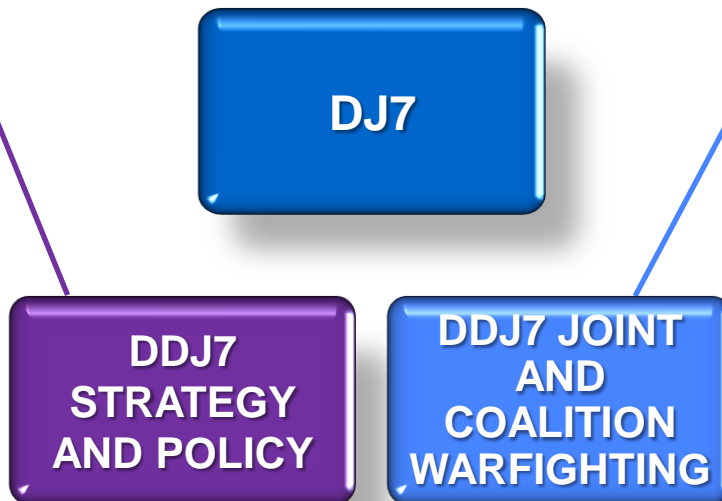 DJ7
DDJ7
STRATEGY
AND POLICY
DDJ7 JOINT
AND
COALITION
WARFIGHTING